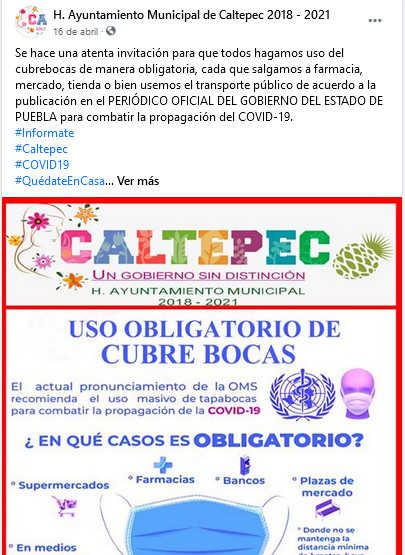 H. Ayuntamiento Municipal de Caltepec 2018 - 2021
16 de abril ·
Se hace una atenta invitación para que todos hagamos uso del
cubrebocas de manera obligatoria, cada que salgamos a farmacia,
mercado, tienda o bien usemos el transporte público de acuerdo a la
publicación en el PERIÓDICO OFICIAL DEL GOBIERNO DEL ESTADO DE
PUEBLA para combatir la propagación del COVID-19.
#Informate
#Caltepec
#COVID19
#QuédateEnCasa... Ver más
CALTEPEC
UN GOBIERNO SIN DISTINCIÓN
H. AYUNTAMIENTO MUNICIPAL
2018 - 2021
USO OBLIGATORIO DE
CUBRE BOCAS
El actual pronunciamiento de la OMS
recomienda el uso masivo de tapabocas
para combatir la propagación de la COVID-19
¿ EN QUÉ CASOS ES OBLIGATORIO?
° Supermercados
° Farmacias
° Bancos
° Plazas de
mercado
° En medios
° Donde no se
mantenga la
distancia mínima